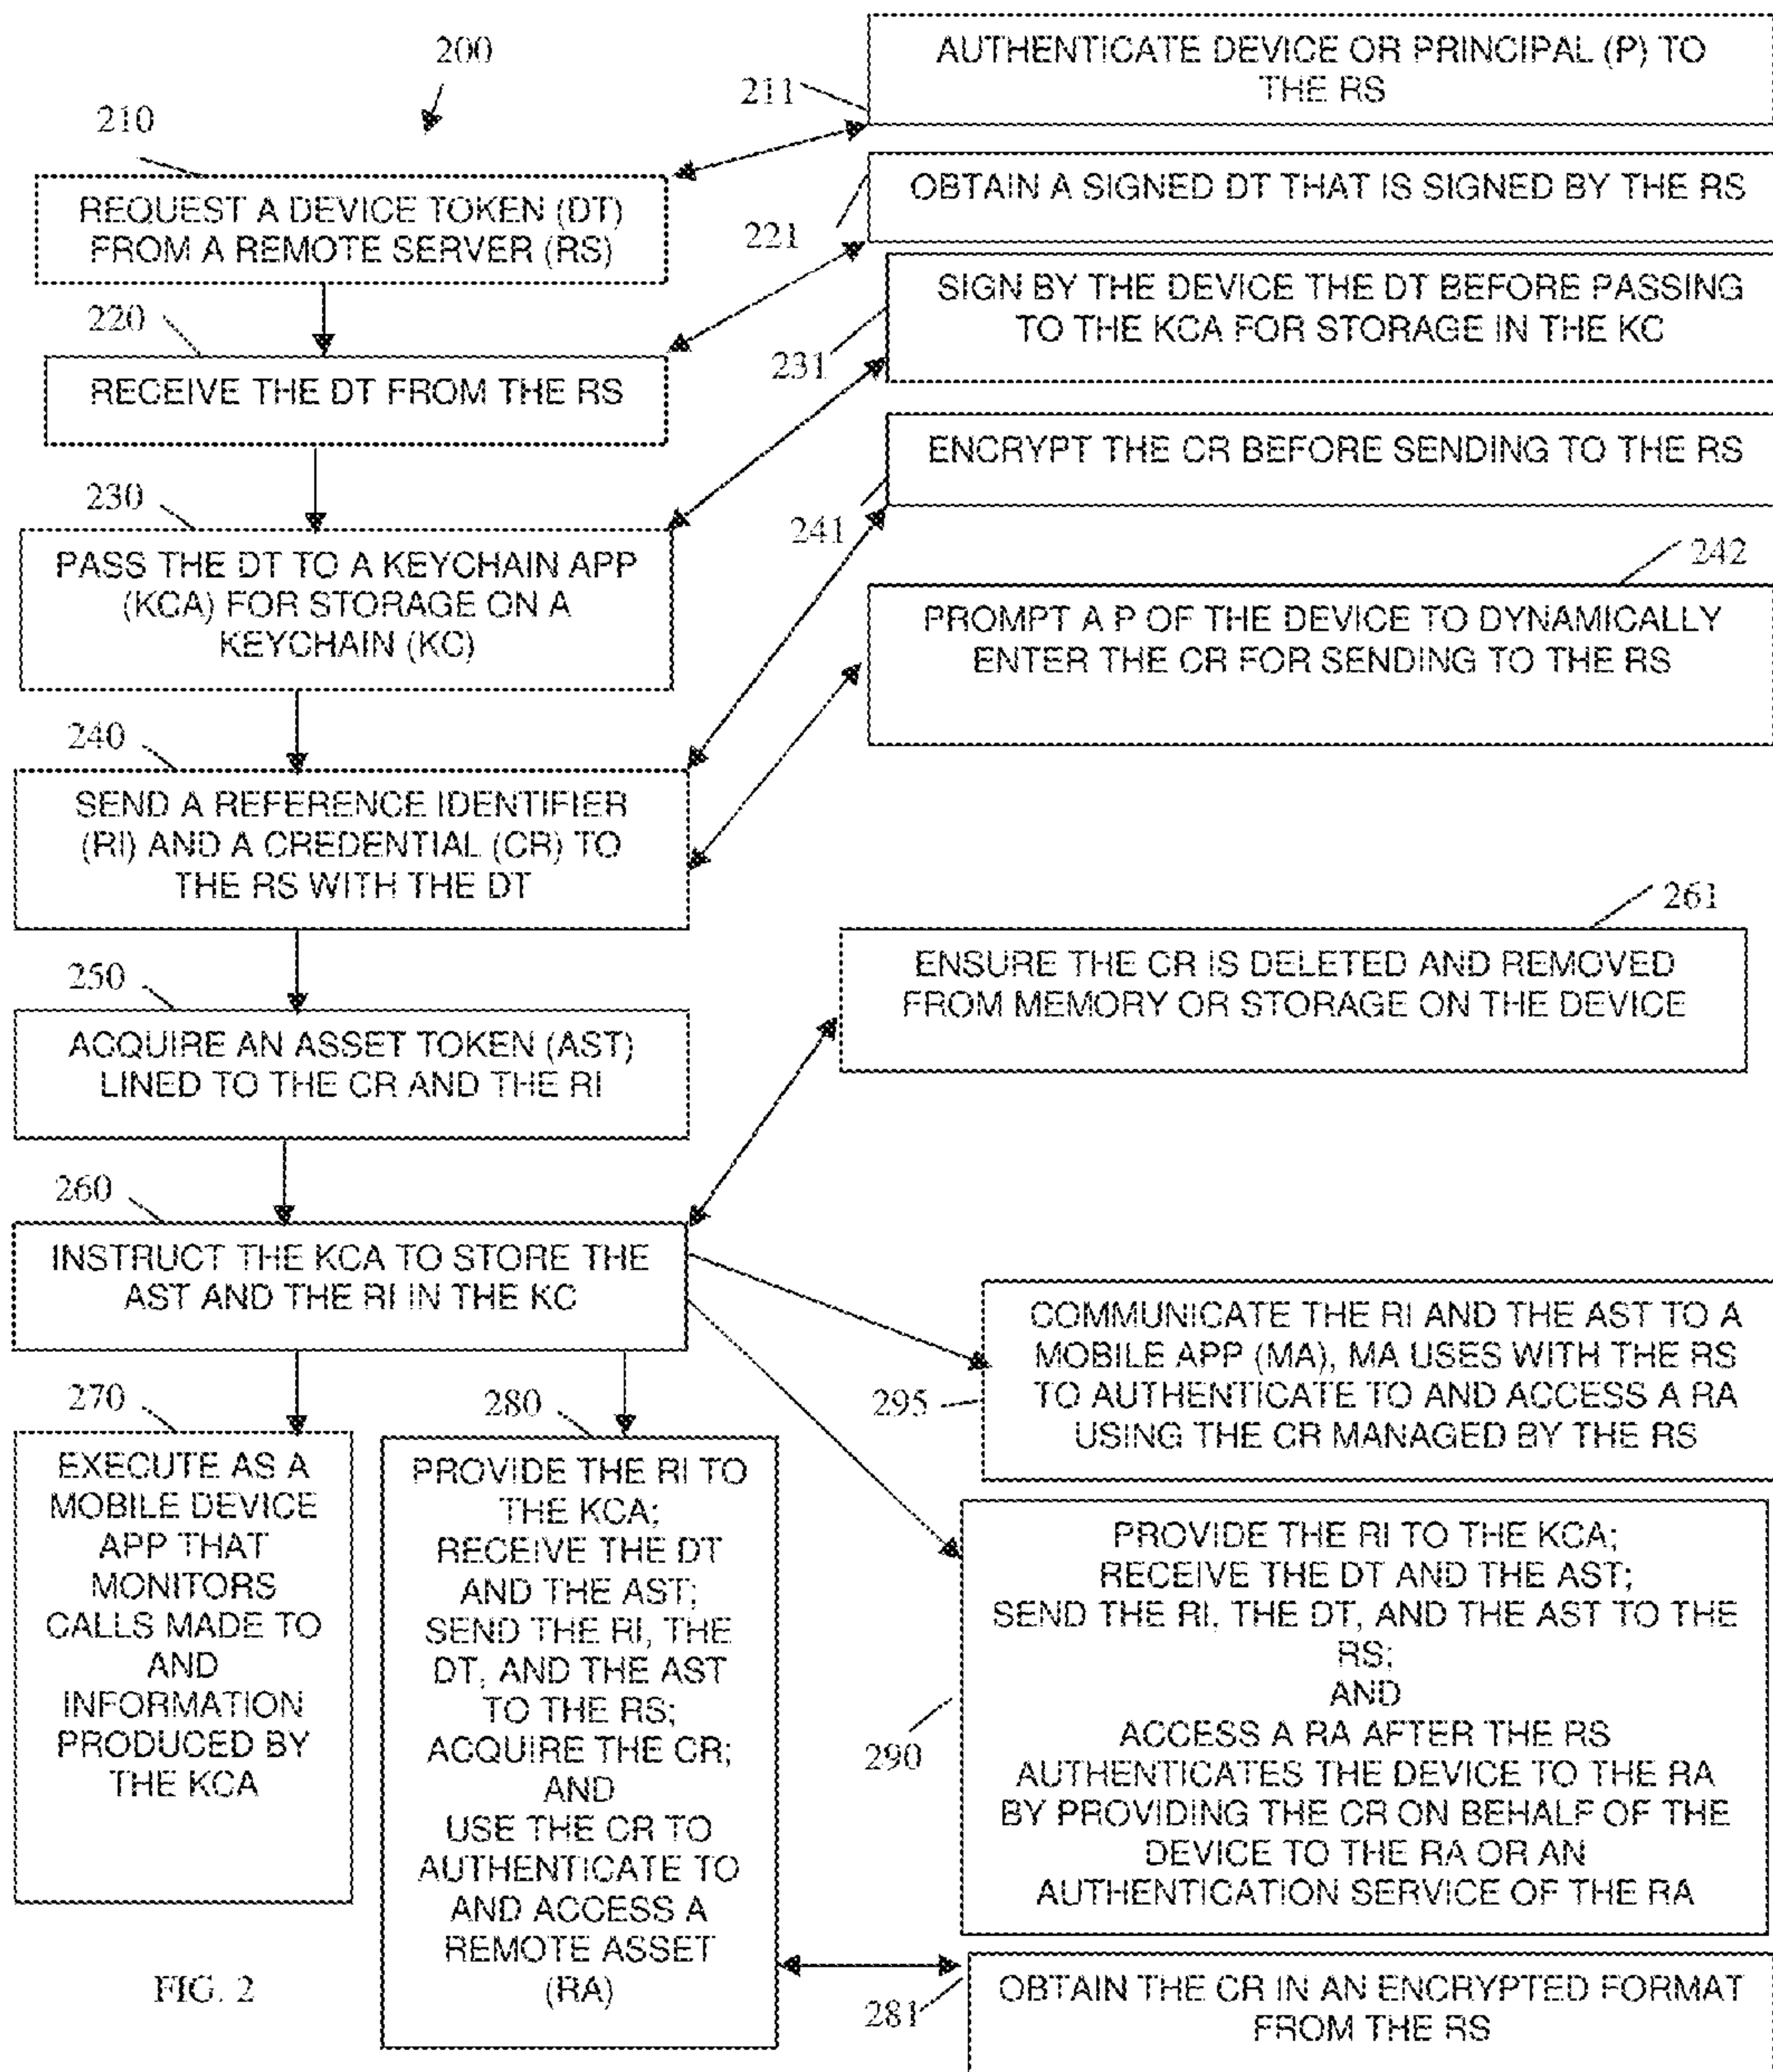 200
210
REQUEST A DEVICE TOKEN (DT)
FROM A REMOTE SERVER (RS)
211
AUTHENTICATE DEVICE OR PRINCIPAL (P) TO
THE RS
220
RECEIVE THE DT FROM THE RS
221
OBTAIN A SIGNED DT THAT IS SIGNED BY THE RS
230
PASS THE DT TO A KEYCHAIN APP
(KCA) FOR STORAGE ON A
KEYCHAIN (KC)
231
SIGN BY THE DEVICE THE DT BEFORE PASSING
TO THE KCA FOR STORAGE IN THE KC
240
SEND A REFERENCE IDENTIFIER
(RI) AND A CREDENTIAL (CR) TO
THE RS WITH THE DT
241
ENCRYPT THE CR BEFORE SENDING TO THE RS
242
PROMPT A P OF THE DEVICE TO DYNAMICALLY
ENTER THE CR FOR SENDING TO THE RS
250
ACQUIRE AN ASSET TOKEN (AST)
LINED TO THE CR AND THE RI
260
INSTRUCT THE KCA TO STORE THE
AST AND THE RI IN THE KC
261
ENSURE THE CR IS DELETED AND REMOVED
FROM MEMORY OR STORAGE ON THE DEVICE
270
EXECUTE AS A
MOBILE DEVICE
APP THAT
MONITORS
CALLS MADE TO
AND
INFORMATION
PRODUCED BY
THE KCA
280
PROVIDE THE RI TO
THE KCA;
RECEIVE THE DT
AND THE AST;
SEND THE RI, THE
DT, AND THE AST
TO THE RS;
ACQUIRE THE CR;
AND
USE THE CR TO
AUTHENTICATE TO
AND ACCESS A
REMOTE ASSET
(RA)
295
COMMUNICATE THE RI AND THE AST TO A
MOBILE APP (MA), MA USES WITH THE RS
TO AUTHENTICATE TO AND ACCESS A RA
USING THE CR MANAGED BY THE RS
290
PROVIDE THE RI TO THE KCA;
RECEIVE THE DT AND THE AST;
SEND THE RI, THE DT, AND THE AST TO THE
RS;
AND
ACCESS A RA AFTER THE RS
AUTHENTICATES THE DEVICE TO THE RA
BY PROVIDING THE CR ON BEHALF OF THE
DEVICE TO THE RA OR AN
AUTHENTICATION SERVICE OF THE RA
281
OBTAIN THE CR IN AN ENCRYPTED FORMAT
FROM THE RS
FIG. 2